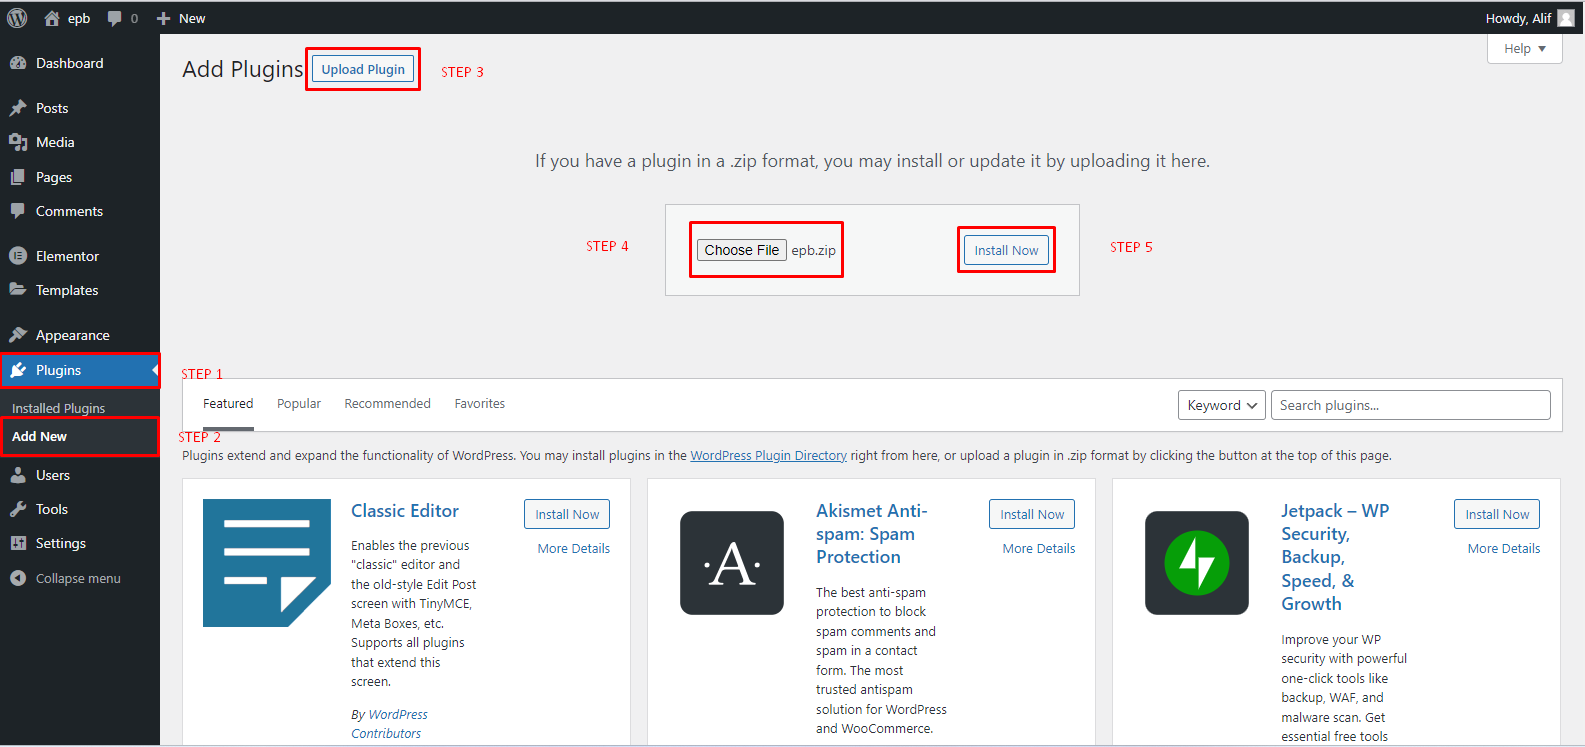 epb
0
New
Howdy, Alif
Dashboard
Posts
Media
Pages
Comments
Elementor
Templates
Appearance
Plugins
Installed Plugins
Add New
Users
Tools
Settings
Collapse menu
Add Plugins
Upload Plugin
STEP 3
Help
If you have a plugin in a .zip format, you may install or update it by uploading it here.
STEP 4
Choose File epb.zip
Install Now
STEP 5
STEP 1
Featured
Popular
Recommended
Favorites
Keyword
Search plugins...
STEP 2
Plugins extend and expand the functionality of WordPress. You may install plugins in the WordPress Plugin Directory right from here, or upload a plugin in .zip format by clicking the button at the top of this page.
Classic Editor
Install Now
More Details
Enables the previous
"classic" editor and
the old-style Edit Post
screen with TinyMCE,
Meta Boxes, etc.
Supports all plugins
that extend this
screen.
By WordPress
Contributors
·A·
Akismet Anti-
spam: Spam
Protection
Install Now
More Details
The best anti-spam
protection to block
spam comments and
spam in a contact
form. The most
trusted antispam
solution for WordPress
and WooCommerce.
Jetpack – WP
Security,
Backup,
Speed, &
Growth
Install Now
More Details
Improve your WP
security with powerful
one-click tools like
backup, WAF, and
malware scan. Get
essential free tools